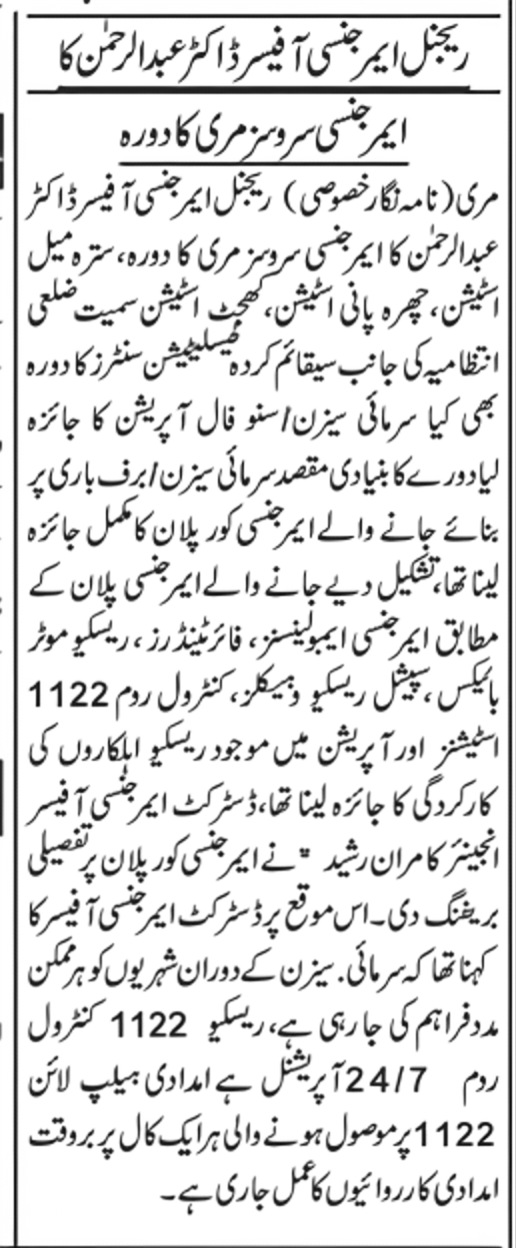 ریجنل ایمرجنسی آفیسر ڈاکٹر عبدالرحمٰن کا
ایمرجنسی سروسز مری کا دورہ
مری (نامہ نگار خصوصی) ریجنل ایمرجنسی آفیسر ڈاکٹر
عبدالرحمٰن کا ایمرجنسی سروسز مری کا دورہ، سترہ میل
اسٹیشن، چھرہ پانی اسٹیشن، کھجٹ اسٹیشن سمیت ضلعی
انتظامیہ کی جانب سیقائم کردہ فیسلیٹیشن سنٹرز کا دورہ
بھی کیا سرمائی سیزن/سنو فال آپریشن کا جائزہ
لیا دورے کا بنیادی مقصد سرمائی سیزن/برف باری پر
بنائے جانے والے ایمرجنسی کور پلان کا مکمل جائزہ
لینا تھا، تشکیل دیے جانے والے ایمرجنسی پلان کے
مطابق ایمرجنسی ایمبولینسز، فائر ٹینڈرز، ریسکیو موٹر
بائیکس، سپیشل ریسکیو وہیکلز، کنٹرول روم 1122
اسٹیشنز اور آپریشن میں موجود ریسکیو اہلکاروں کی
کارکردگی کا جائزہ لینا تھا، ڈسٹرکٹ ایمرجنسی آفیسر
انجینئر کامران رشید نے ایمرجنسی کور پلان پر تفصیلی
بریفنگ دی۔ اس موقع پر ڈسٹرکٹ ایمرجنسی آفیسر کا
کہنا تھا کہ سرمائی. سیزن کے دوران شہریوں کو ہر ممکن
مدد فراہم کی جا رہی ہے، ریسکیو 1122 کنٹرول
روم 24/7 آپریشنل ہے امدادی ہیلپ لائن
1122 پر موصول ہونے والی ہر ایک کال پر بروقت
امدادی کارروائیوں کا عمل جاری ہے۔